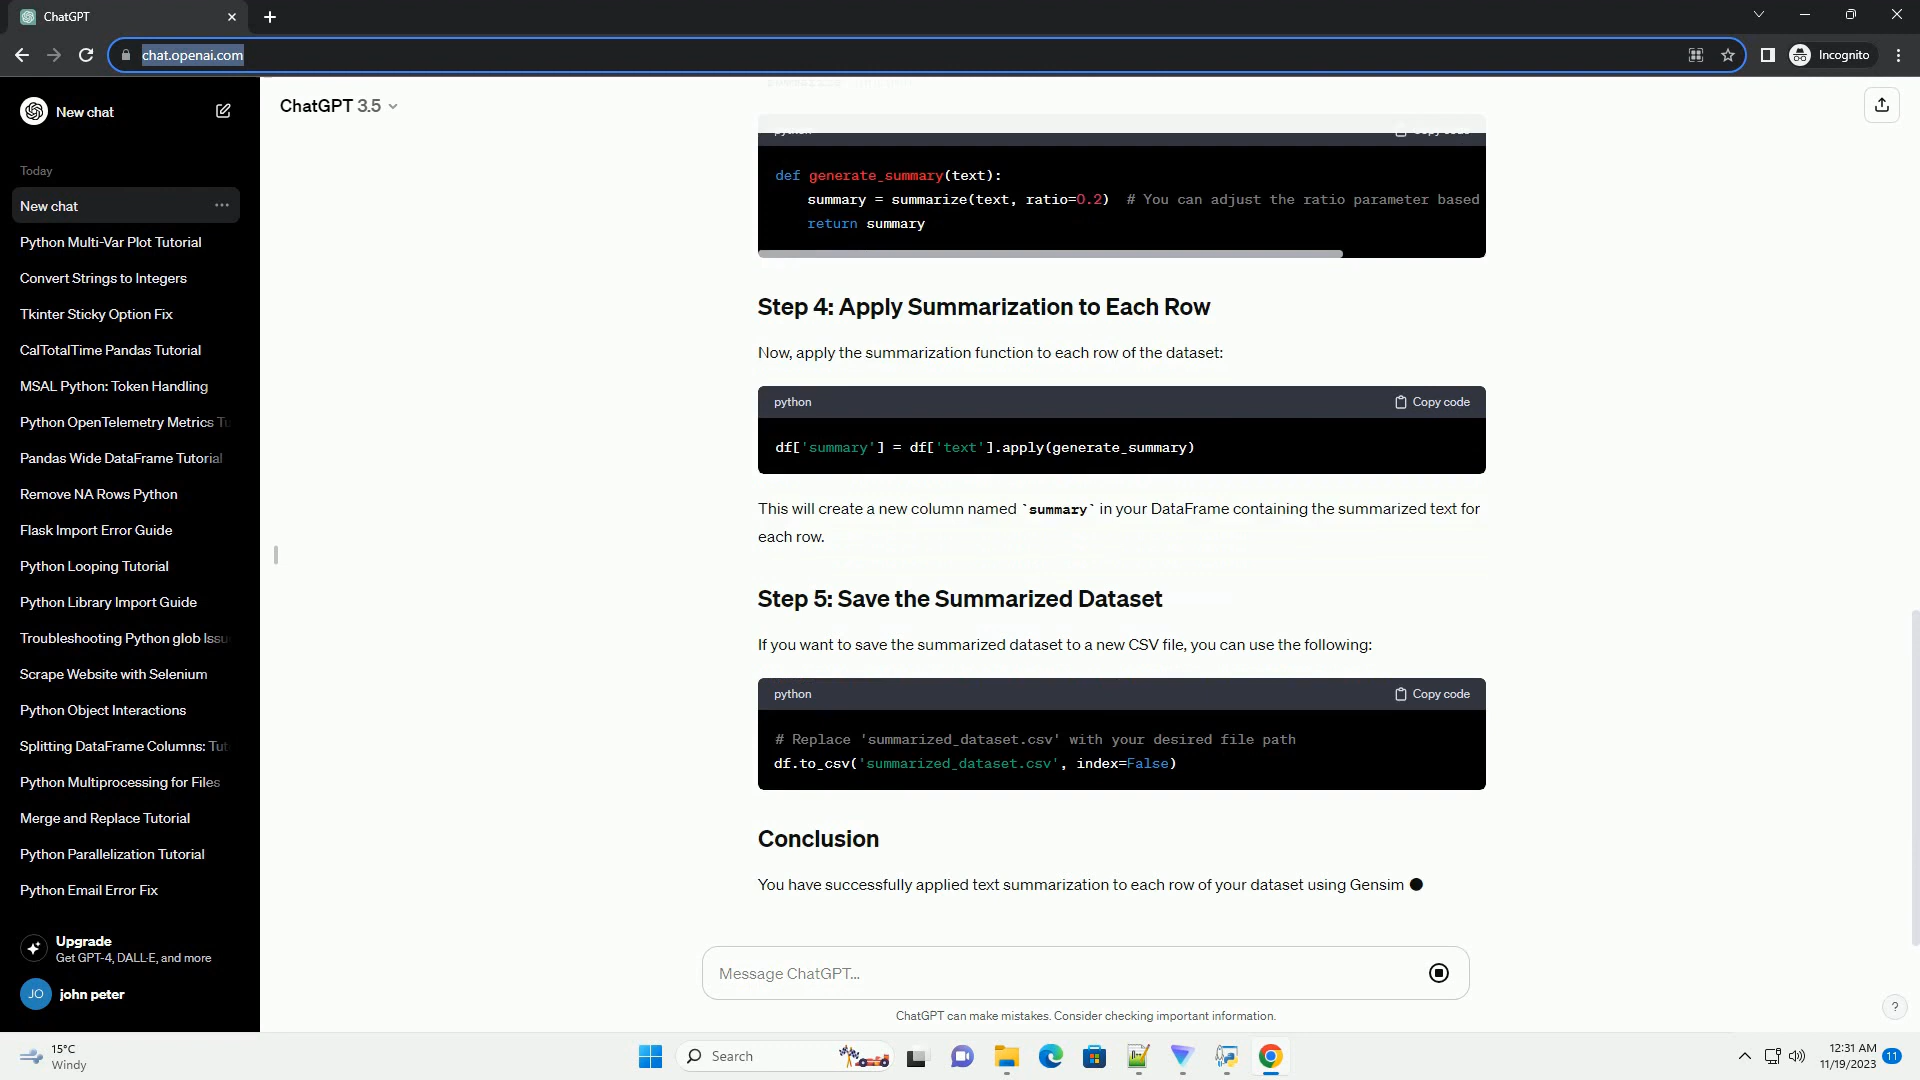 ChatGPT
chat.openai.com
Incognito
New chat
ChatGPT 3.5
Today
New chat
Python Multi-Var Plot Tutorial
Convert Strings to Integers
Tkinter Sticky Option Fix
CalTotalTime Pandas Tutorial
MSAL Python: Token Handling
Python OpenTelemetry Metrics Tu
Pandas Wide DataFrame Tutorial
Remove NA Rows Python
Flask Import Error Guide
Python Looping Tutorial
Python Library Import Guide
Troubleshooting Python glob Issu
Scrape Website with Selenium
Python Object Interactions
Splitting DataFrame Columns: Tut
Python Multiprocessing for Files
Merge and Replace Tutorial
Python Parallelization Tutorial
Python Email Error Fix
Upgrade
Get GPT-4, DALL·E, and more
JO
john peter
python
Copy code
def generate_summary(text):
summary = summarize(text, ratio=0.2)  # You can adjust the ratio parameter based
return summary
Step 4: Apply Summarization to Each Row
Now, apply the summarization function to each row of the dataset:
python
Copy code
df['summary'] = df['text'].apply(generate_summary)
This will create a new column named `summary` in your DataFrame containing the summarized text for
each row.
Step 5: Save the Summarized Dataset
If you want to save the summarized dataset to a new CSV file, you can use the following:
python
Copy code
# Replace 'summarized_dataset.csv' with your desired file path
df.to_csv('summarized_dataset.csv', index=False)
Conclusion
You have successfully applied text summarization to each row of your dataset using Gensim
Message ChatGPT...
ChatGPT can make mistakes. Consider checking important information.
?
15°C
Windy
Search
12:31 AM
11/19/2023
11